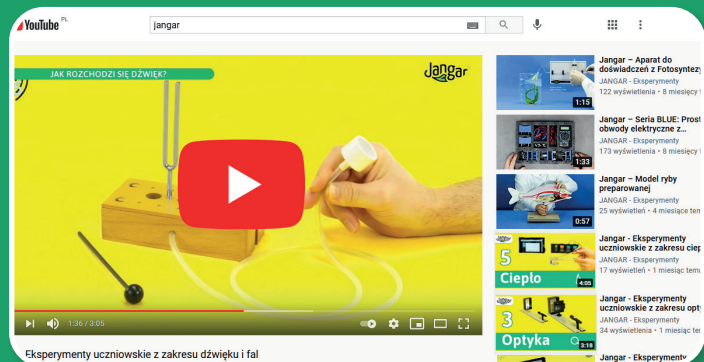 YouTube PL
jangar
JAK ROZCHODZI SIĘ DŹWIĘK?
Jangar
1:36 / 3:05
Eksperymenty uczniowskie z zakresu dźwięku i fal
Jangar – Aparat do
doświadczeń z Fotosyntezy
JANGAR - Eksperymenty
122 wyświetlenia • 8 miesięcy t
1:15
Jangar – Seria BLUE: Prost
obwody elektryczne z...
JANGAR - Eksperymenty
173 wyświetlenia • 8 miesięcy t
1:33
Jangar – Model ryby
preparowanej
JANGAR - Eksperymenty
25 wyświetleń • 4 miesiące tem
0:57
Jangar - Eksperymenty
uczniowskie z zakresu ciep
JANGAR - Eksperymenty
17 wyświetleń • 1 miesiąc temu
5
Ciepło
4:05
Jangar - Eksperymenty
uczniowskie z zakresu opty
JANGAR - Eksperymenty
34 wyświetlenia • 1 miesiąc tem
3
Optyka
3:18
Jangar - Eksperymenty